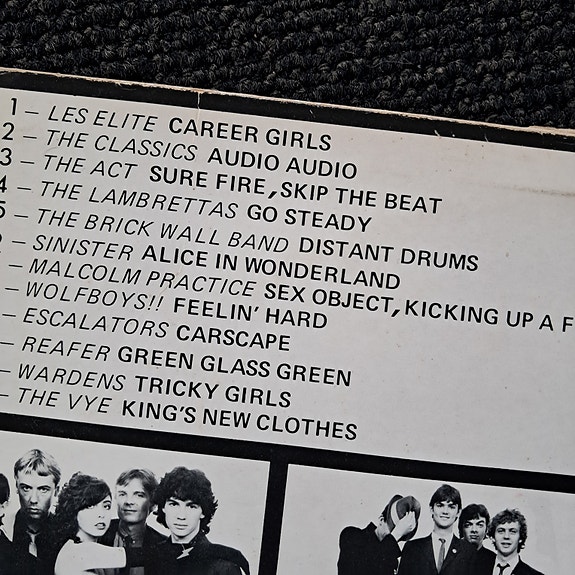 1 – LES ELITE CAREER GIRLS
2 – THE CLASSICS AUDIO AUDIO
3 – THE ACT SURE FIRE, SKIP THE BEAT
4 – THE LAMBRETTAS GO STEADY
5 – THE BRICK WALL BAND DISTANT DRUMS
– SINISTER ALICE IN WONDERLAND
– MALCOLM PRACTICE SEX OBJECT, KICKING UP A F
– WOLFBOYS!! FEELIN' HARD
– ESCALATORS CARSCAPE
– REAFER GREEN GLASS GREEN
– WARDENS TRICKY GIRLS
– THE VYE KING'S NEW CLOTHES